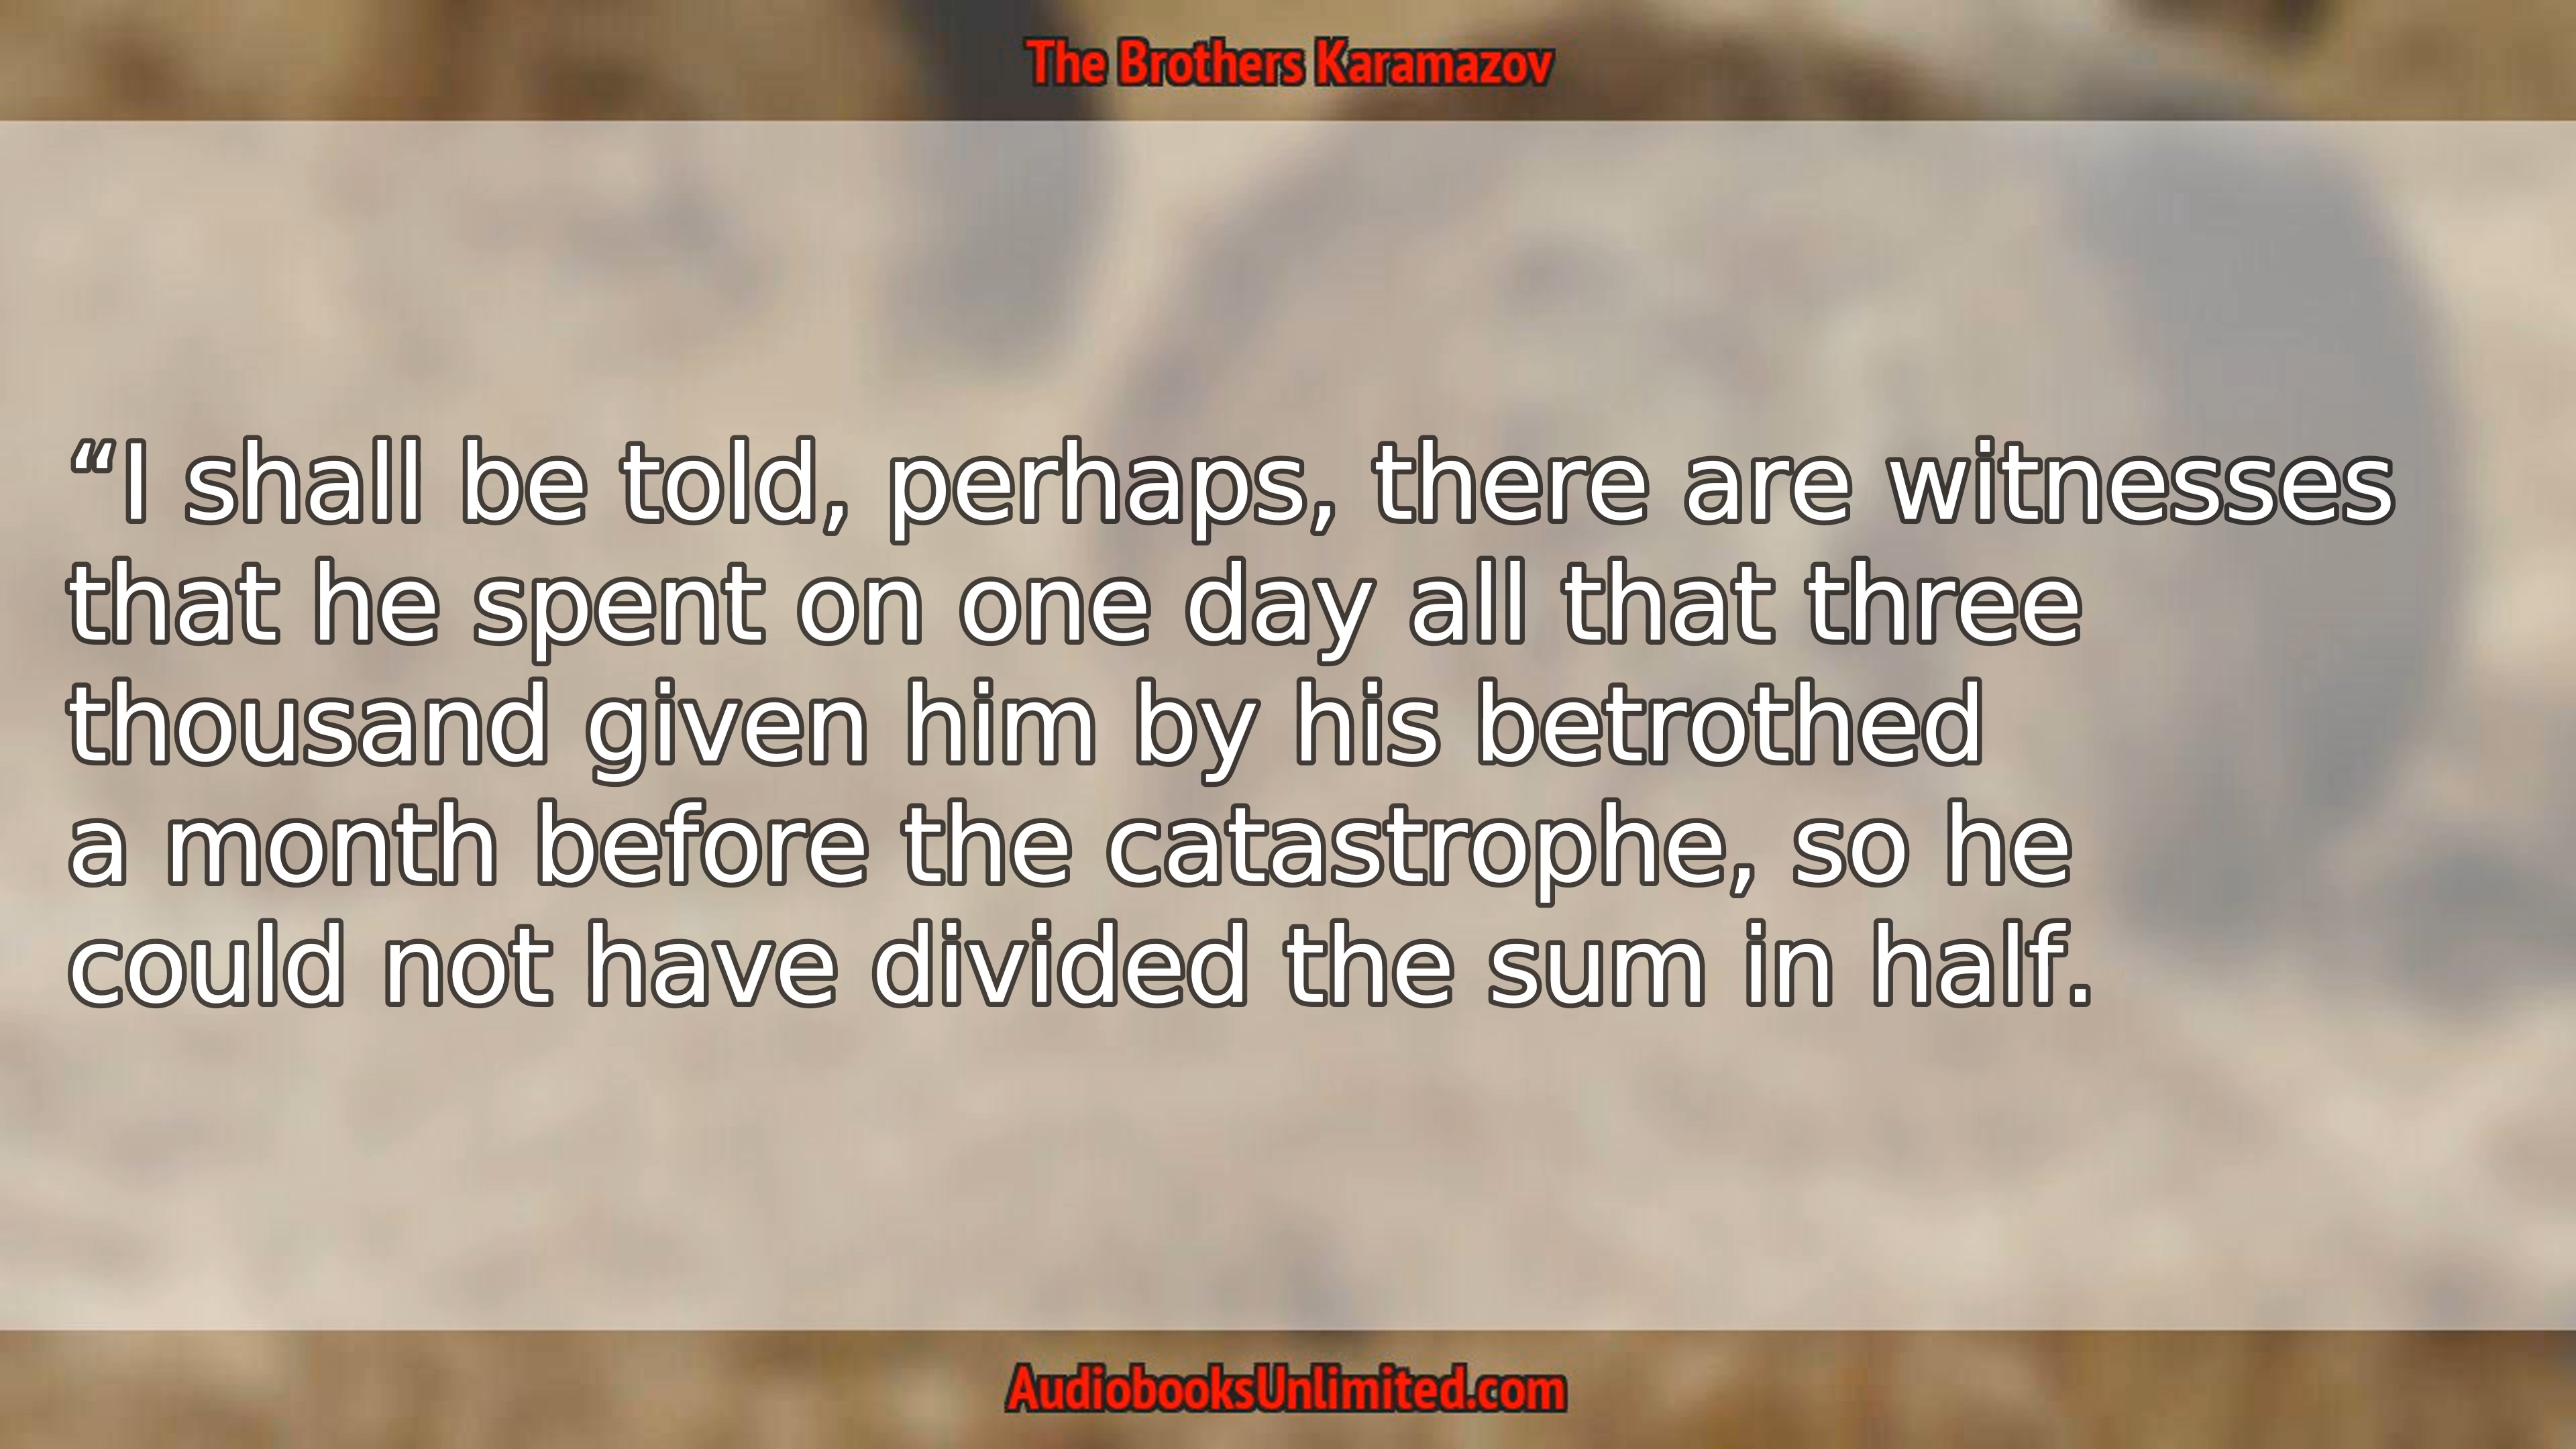 The Brothers Karamazov
“I shall be told, perhaps, there are witnesses
that he spent on one day all that three
thousand given him by his betrothed
a month before the catastrophe, so he
could not have divided the sum in half.
AudiobooksUnlimited.com